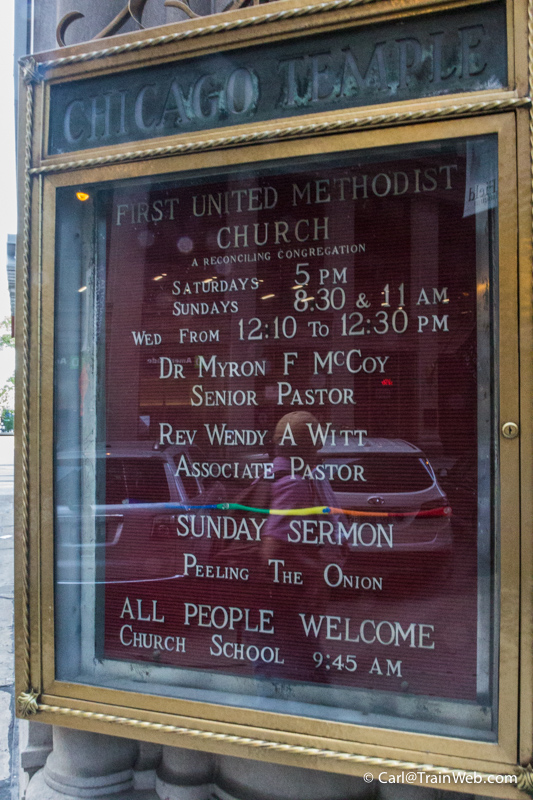 CHICAGO TEMPLE
FIRST UNITED METHODIST
CHURCH
A RECONCILING CONGREGATION
SATURDAYS 5 PM
SUNDAYS 8:30 & 11 AM
WED FROM 12:10 TO 12:30 PM
DR MYRON F MCCOY
SENIOR PASTOR
REV WENDY A WITT
ASSOCIATE PASTOR
SUNDAY SERMON
PEELING THE ONION
ALL PEOPLE WELCOME
CHURCH SCHOOL 9:45 AM
© Carl@TrainWeb.com